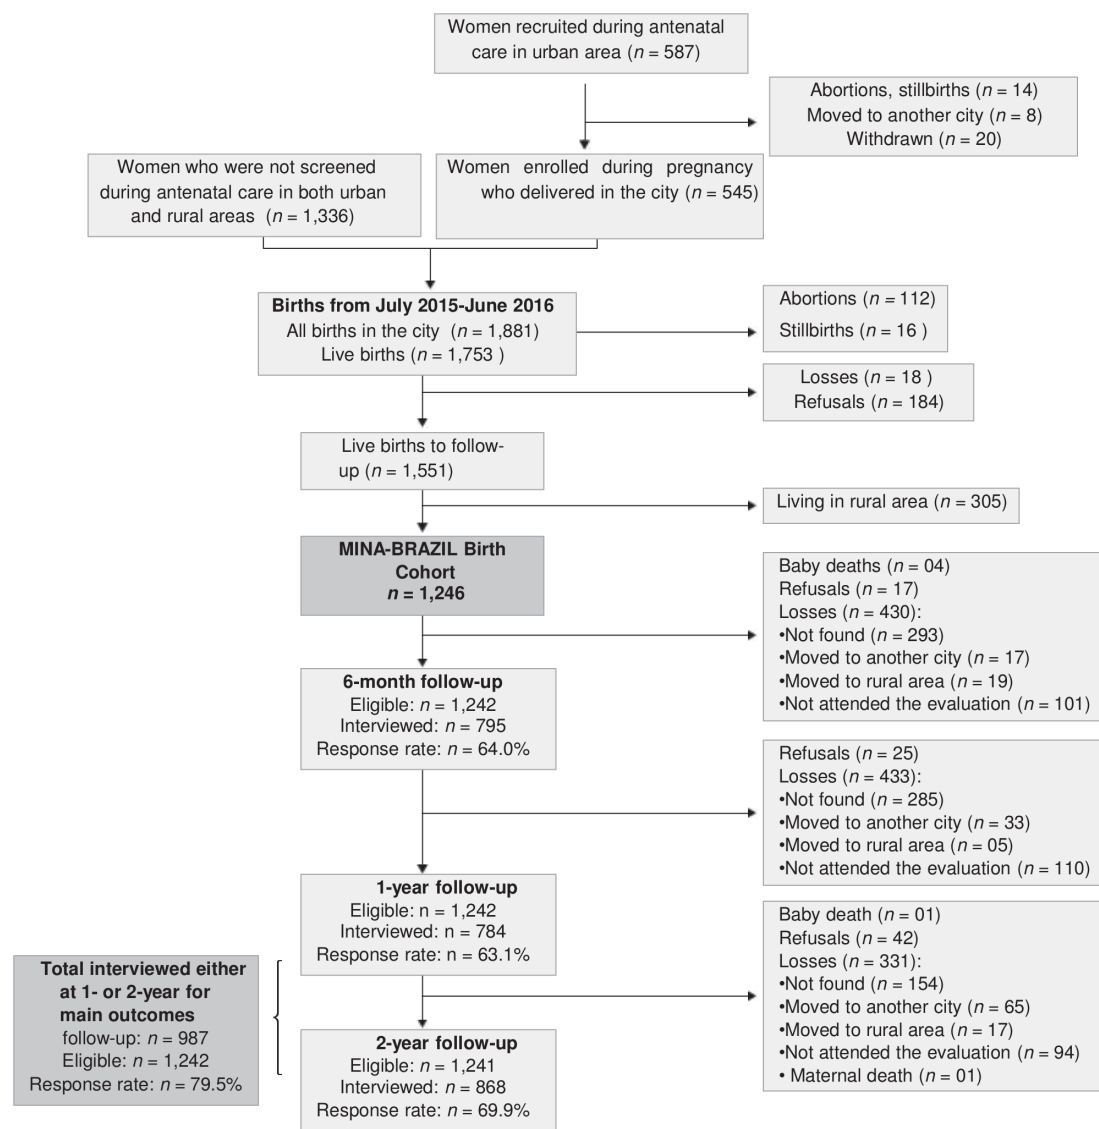 Women recruited during antenatal
care in urban area (n = 587)
Abortions, stillbirths (n = 14)
Moved to another city (n = 8)
Withdrawn (n = 20)
Women who were not screened
during antenatal care in both urban
and rural areas (n = 1,336)
Women enrolled during pregnancy
who delivered in the city (n = 545)
Births from July 2015-June 2016
All births in the city (n = 1,881)
Live births (n = 1,753 )
Abortions (n = 112)
Stillbirths (n = 16 )
Losses (n = 18 )
Refusals (n = 184)
Live births to follow-
up (n = 1,551)
Living in rural area (n = 305)
MINA-BRAZIL Birth
Cohort
n = 1,246
Baby deaths (n = 04)
Refusals (n = 17)
Losses (n = 430):
•Not found (n = 293)
•Moved to another city (n = 17)
•Moved to rural area (n = 19)
•Not attended the evaluation (n = 101)
6-month follow-up
Eligible: n = 1,242
Interviewed: n = 795
Response rate: n = 64.0%
Refusals (n = 25)
Losses (n = 433):
•Not found (n = 285)
•Moved to another city (n = 33)
•Moved to rural area (n = 05)
•Not attended the evaluation (n = 110)
1-year follow-up
Eligible: n = 1,242
Interviewed: n = 784
Response rate: n = 63.1%
Baby death (n = 01)
Refusals (n = 42)
Losses (n = 331):
•Not found (n = 154)
•Moved to another city (n = 65)
•Moved to rural area (n = 17)
•Not attended the evaluation (n = 94)
• Maternal death (n = 01)
Total interviewed either
at 1- or 2-year for
main outcomes
follow-up: n = 987
Eligible: n = 1,242
Response rate: n = 79.5%
2-year follow-up
Eligible: n = 1,241
Interviewed: n = 868
Response rate: n = 69.9%